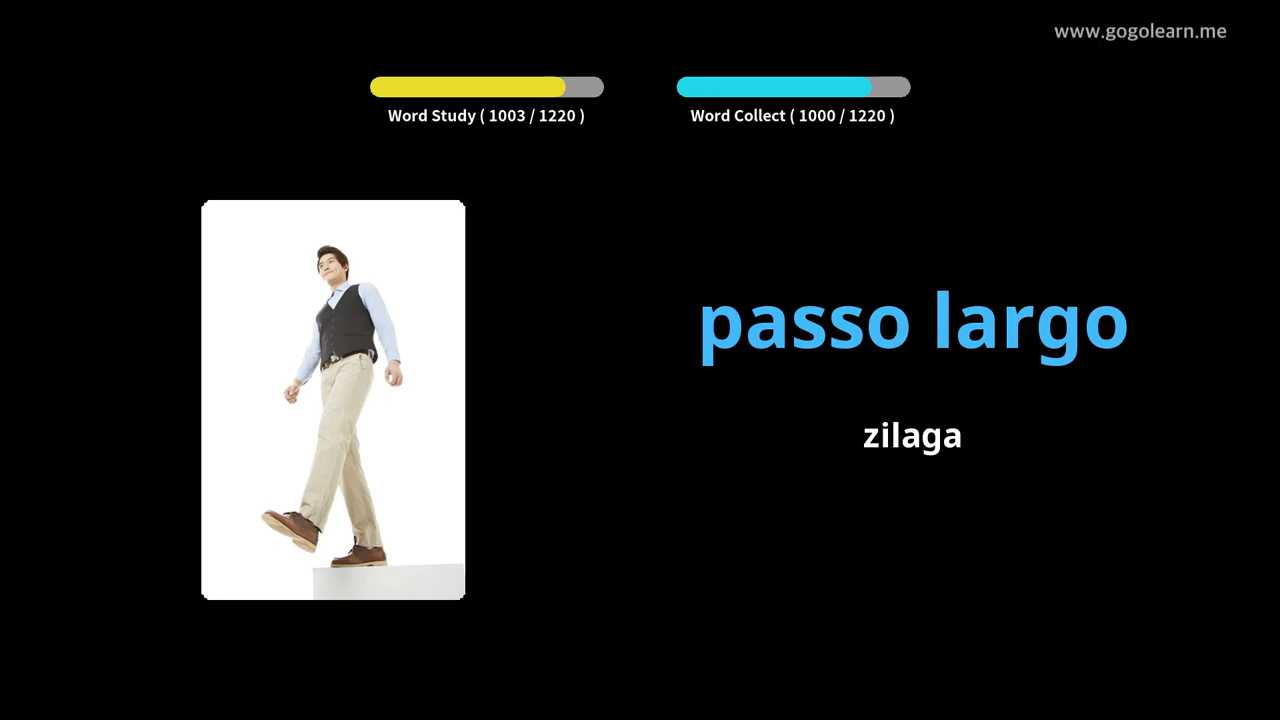 www.gogolearn.me
Word Study ( 1003 / 1220 )
Word Collect ( 1000 / 1220 )
passo largo
zilaga